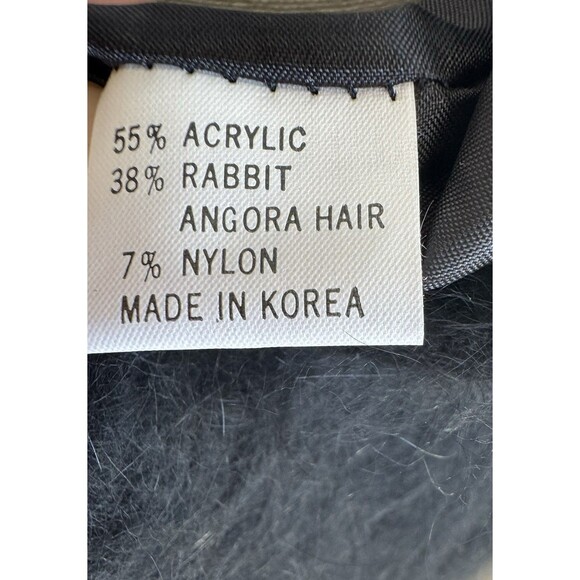 55% ACRYLIC
38% RABBIT
ANGORA HAIR
7% NYLON
MADE IN KOREA